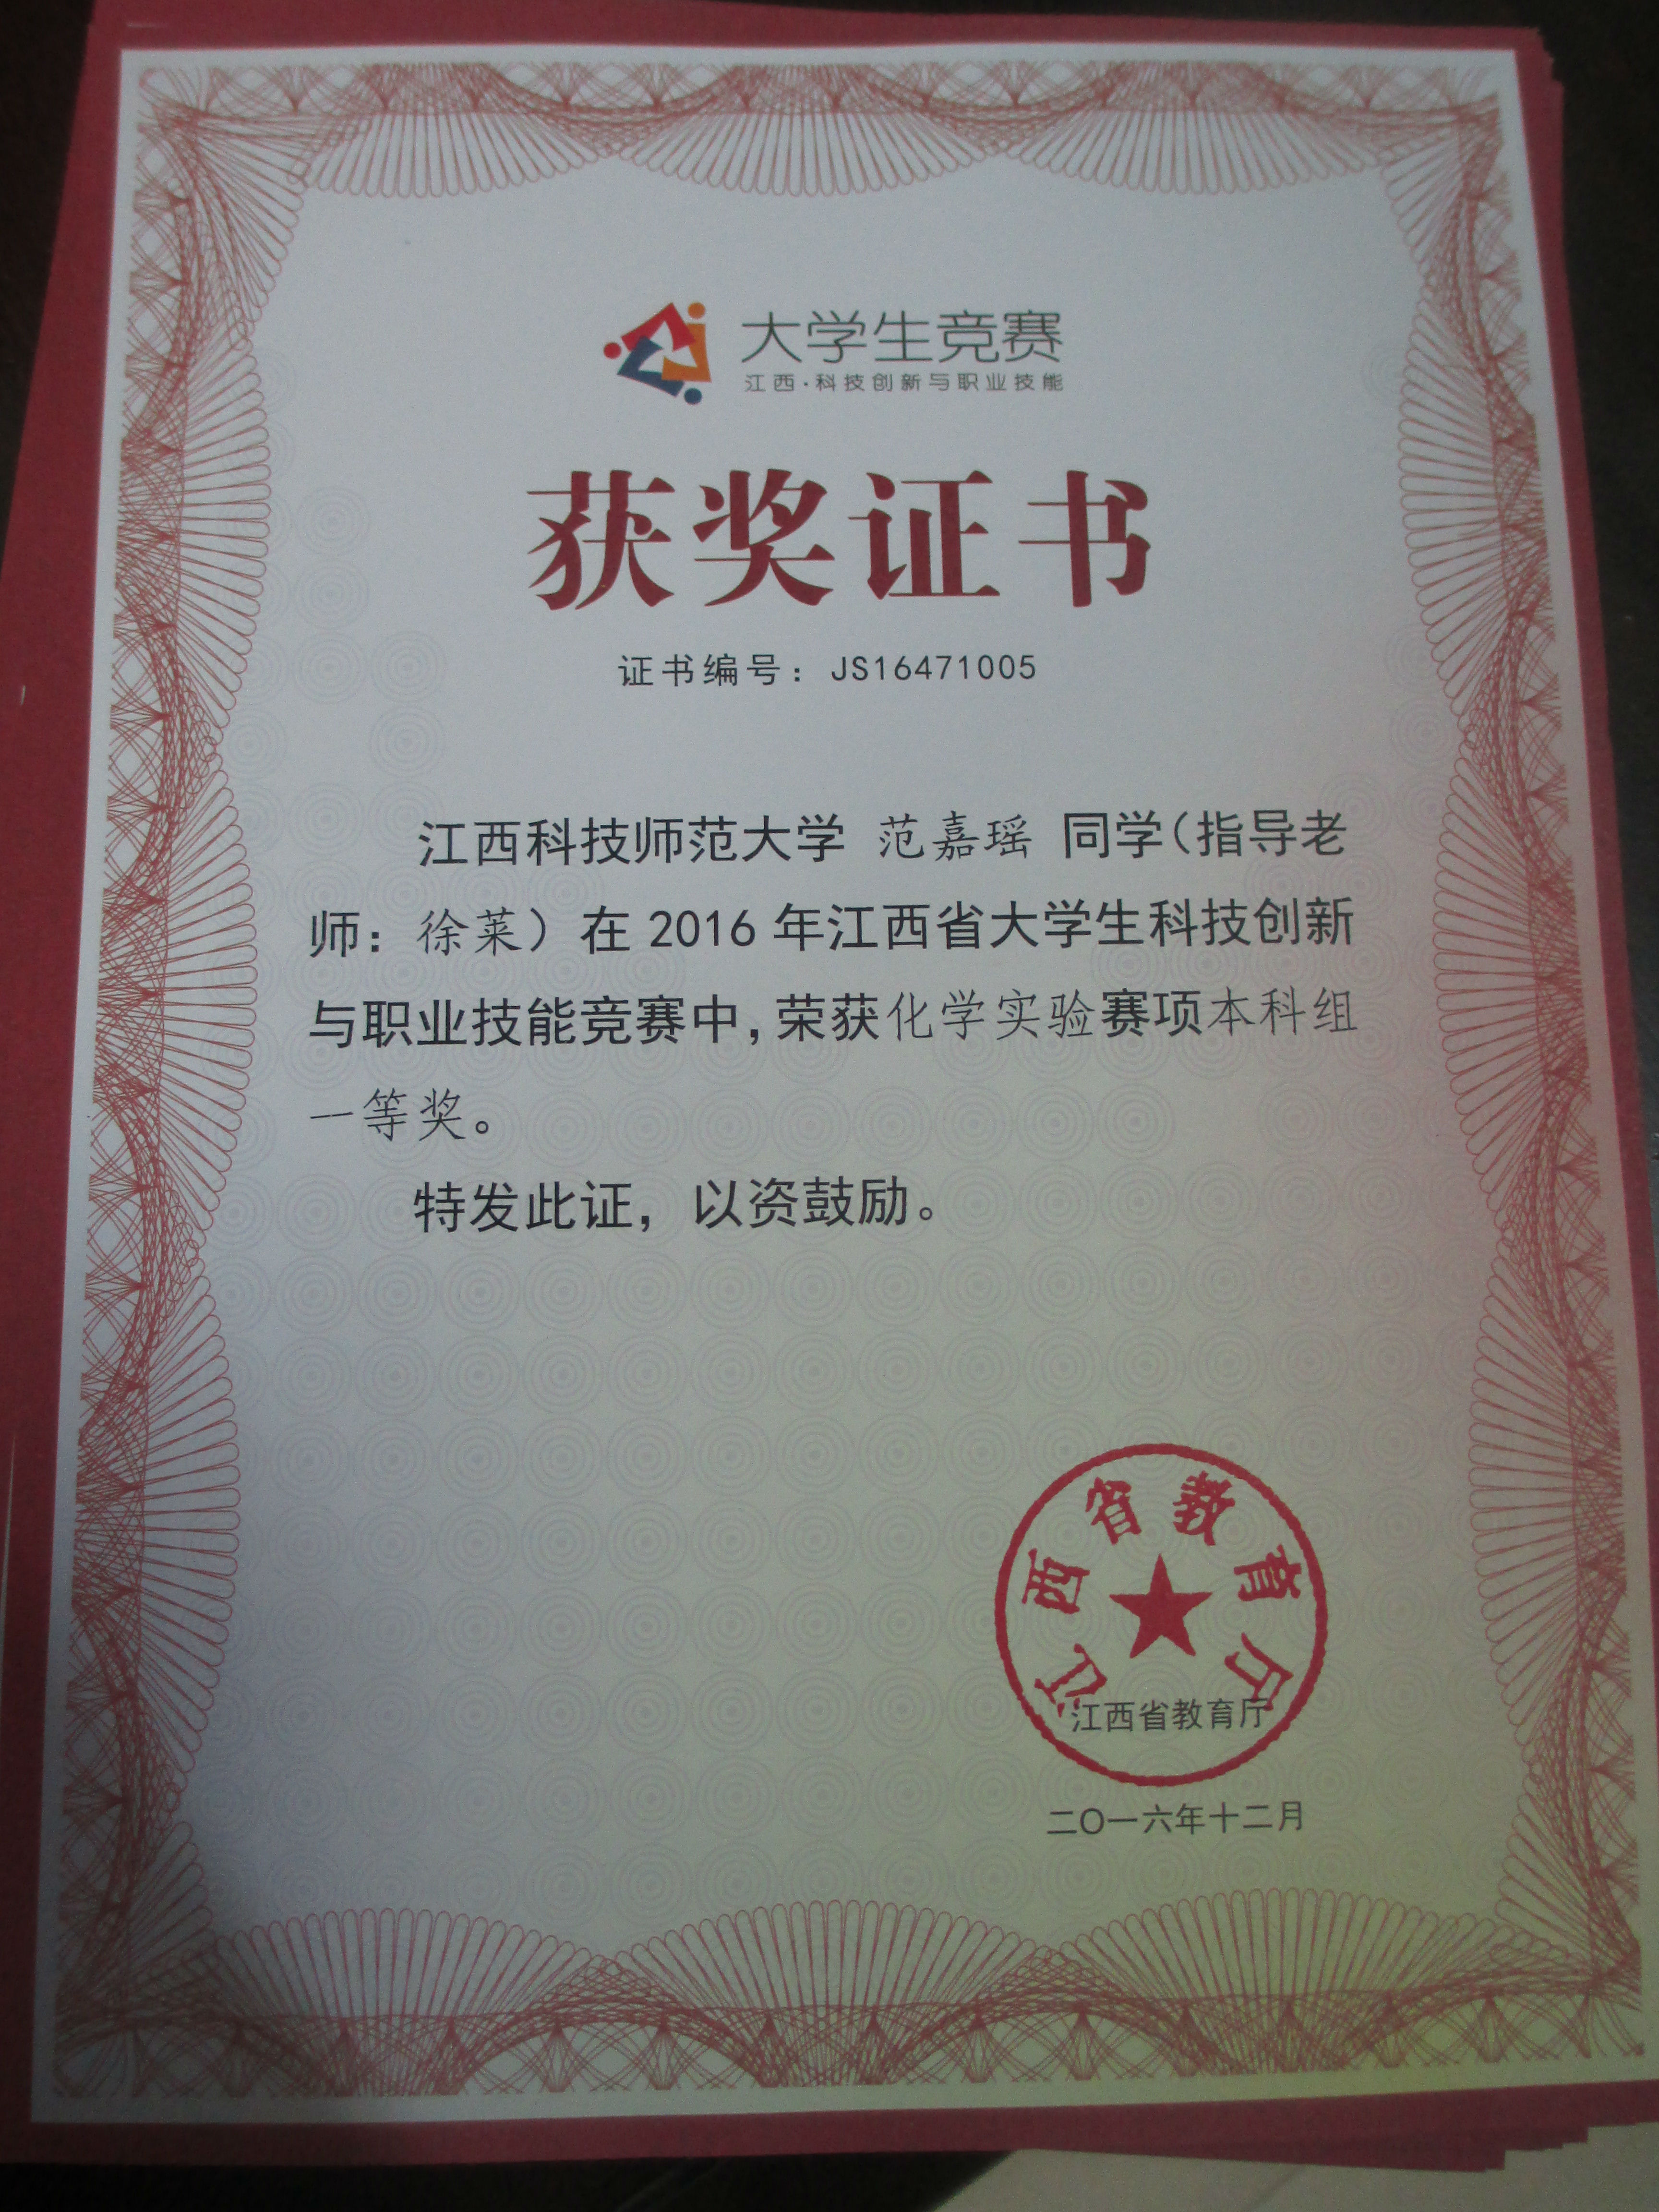 大学生竞赛
江西·科技创新与职业技能
获奖证书
证书编号：JS16471005
江西科技师范大学 范嘉瑶 同学（指导老
师：徐莱）在 2016 年江西省大学生科技创新
与职业技能竞赛中，荣获化学实验赛项本科组
一等奖。
特发此证，以资鼓励。
江西省教育厅
江西省教育厅
二〇一六年十二月